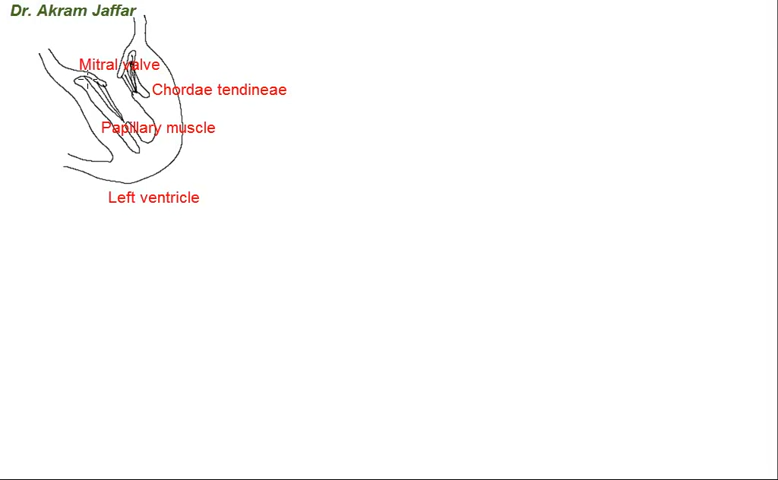 Dr. Akram Jaffar
Mitral valve
Chordae tendineae
Papillary muscle
Left ventricle